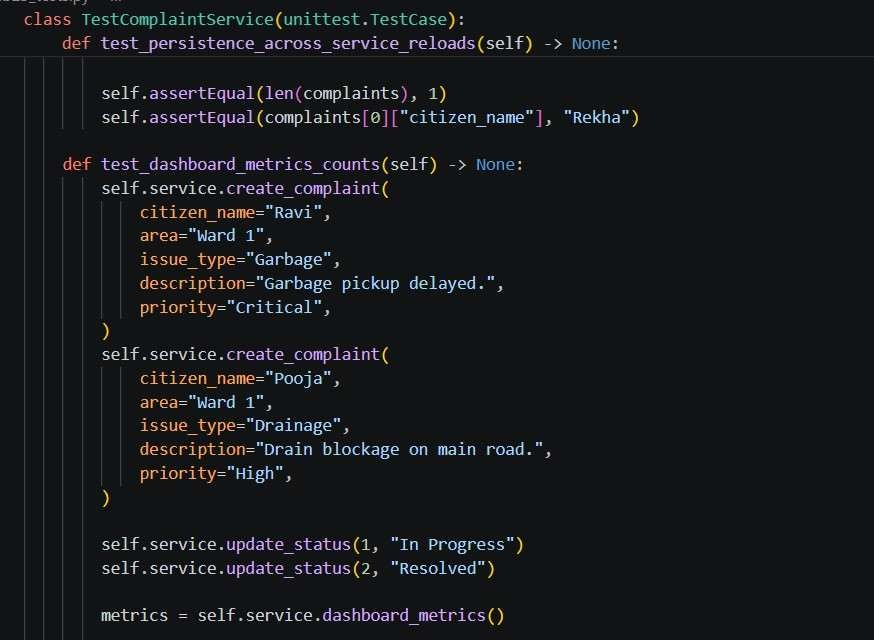 class TestComplaintService(unittest.TestCase):
    def test_persistence_across_service_reloads(self) -> None:
        self.assertEqual(len(complaints), 1)
        self.assertEqual(complaints[0]["citizen_name"], "Rekha")
    def test_dashboard_metrics_counts(self) -> None:
        self.service.create_complaint(
            citizen_name="Ravi",
            area="Ward 1",
            issue_type="Garbage",
            description="Garbage pickup delayed.",
            priority="Critical",
        )
        self.service.create_complaint(
            citizen_name="Pooja",
            area="Ward 1",
            issue_type="Drainage",
            description="Drain blockage on main road.",
            priority="High",
        )
        self.service.update_status(1, "In Progress")
        self.service.update_status(2, "Resolved")
        metrics = self.service.dashboard_metrics()